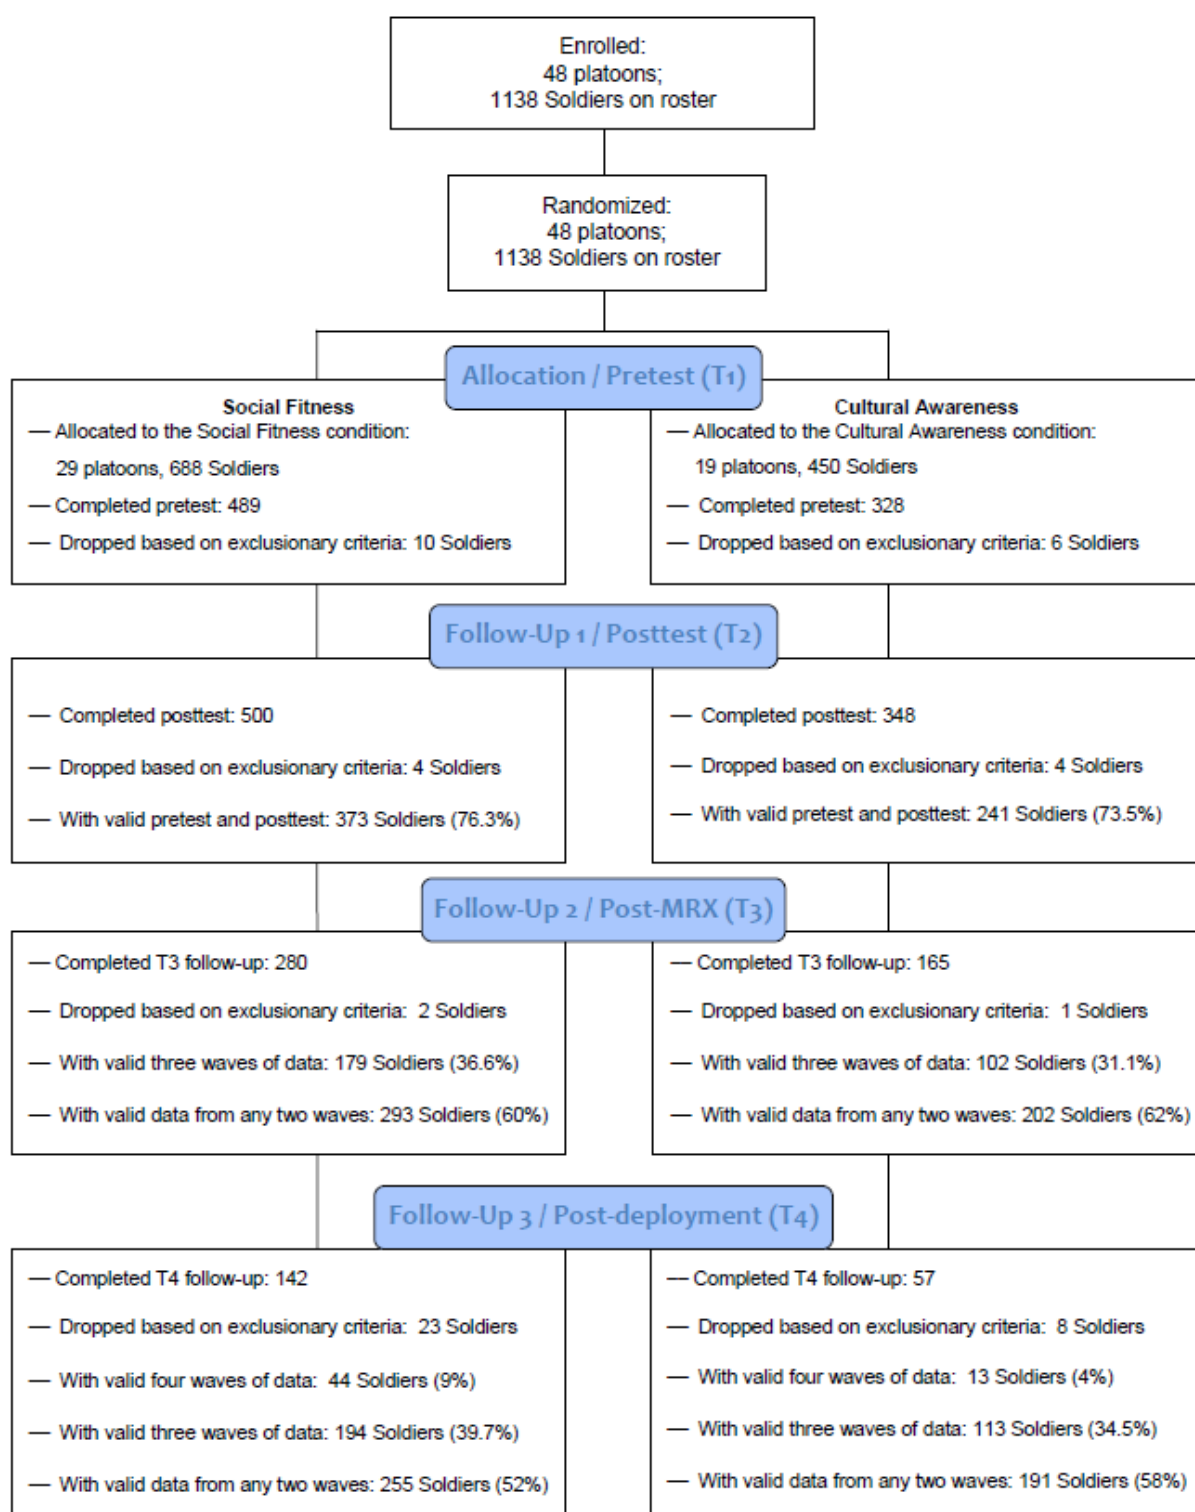 Enrolled:
48 platoons;
1138 Soldiers on roster
Randomized:
48 platoons;
1138 Soldiers on roster
Allocation / Pretest (T1)
Social Fitness
— Allocated to the Social Fitness condition:
29 platoons, 688 Soldiers
— Completed pretest: 489
— Dropped based on exclusionary criteria: 10 Soldiers
Cultural Awareness
— Allocated to the Cultural Awareness condition:
19 platoons, 450 Soldiers
— Completed pretest: 328
— Dropped based on exclusionary criteria: 6 Soldiers
Follow-Up 1 / Posttest (T2)
— Completed posttest: 500
— Dropped based on exclusionary criteria: 4 Soldiers
— With valid pretest and posttest: 373 Soldiers (76.3%)
— Completed posttest: 348
— Dropped based on exclusionary criteria: 4 Soldiers
— With valid pretest and posttest: 241 Soldiers (73.5%)
Follow-Up 2 / Post-MRX (T3)
— Completed T3 follow-up: 280
— Dropped based on exclusionary criteria: 2 Soldiers
— With valid three waves of data: 179 Soldiers (36.6%)
— With valid data from any two waves: 293 Soldiers (60%)
— Completed T3 follow-up: 165
— Dropped based on exclusionary criteria: 1 Soldiers
— With valid three waves of data: 102 Soldiers (31.1%)
— With valid data from any two waves: 202 Soldiers (62%)
Follow-Up 3 / Post-deployment (T4)
— Completed T4 follow-up: 142
— Dropped based on exclusionary criteria: 23 Soldiers
— With valid four waves of data: 44 Soldiers (9%)
— With valid three waves of data: 194 Soldiers (39.7%)
— With valid data from any two waves: 255 Soldiers (52%)
— Completed T4 follow-up: 57
— Dropped based on exclusionary criteria: 8 Soldiers
— With valid four waves of data: 13 Soldiers (4%)
— With valid three waves of data: 113 Soldiers (34.5%)
— With valid data from any two waves: 191 Soldiers (58%)